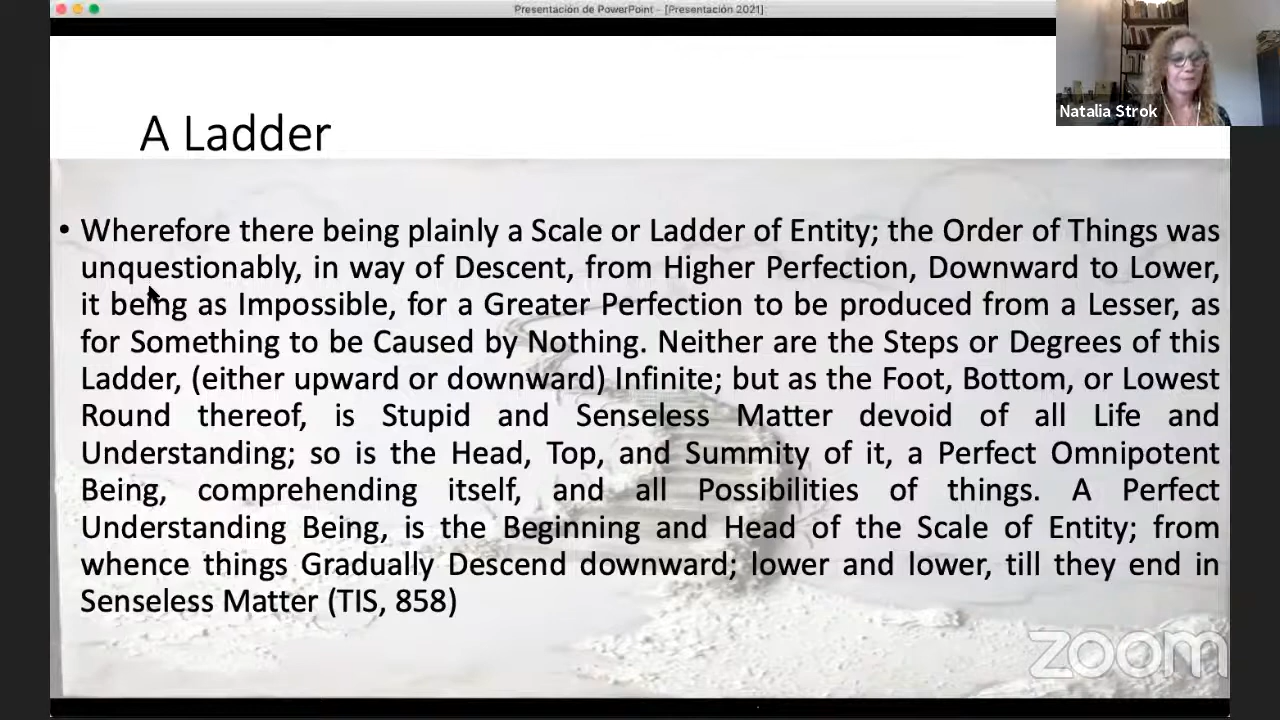 Presentación de PowerPoint - [Presentación 2021]
Natalia Strok
A Ladder
• Wherefore there being plainly a Scale or Ladder of Entity; the Order of Things was
unquestionably, in way of Descent, from Higher Perfection, Downward to Lower,
it being as Impossible, for a Greater Perfection to be produced from a Lesser, as
for Something to be Caused by Nothing. Neither are the Steps or Degrees of this
Ladder, (either upward or downward) Infinite; but as the Foot, Bottom, or Lowest
Round thereof, is Stupid and Senseless Matter devoid of all Life and
Understanding; so is the Head, Top, and Summity of it, a Perfect Omnipotent
Being, comprehending itself, and all Possibilities of things. A Perfect
Understanding Being, is the Beginning and Head of the Scale of Entity; from
whence things Gradually Descend downward; lower and lower, till they end in
Senseless Matter (TIS, 858)
zoom